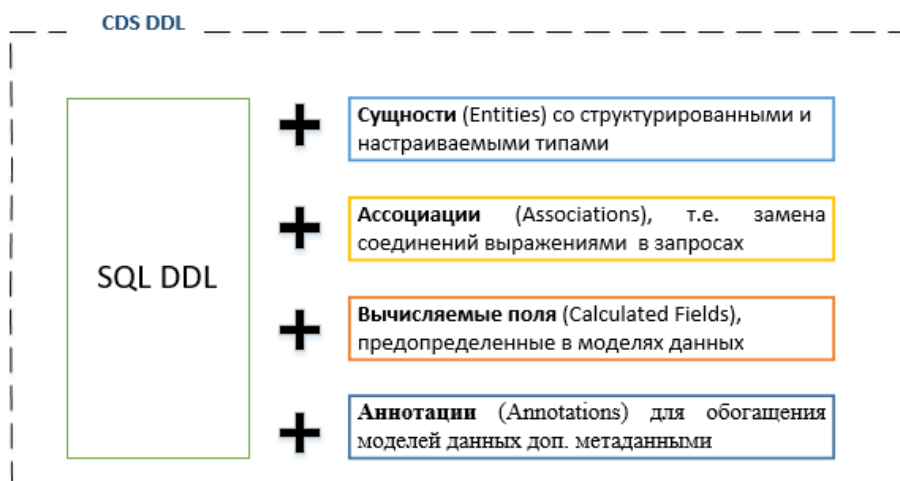 CDS DDL
SQL DDL
Сущности (Entities) со структурированными и
настраиваемыми типами
Ассоциации (Associations), т.е. замена
соединений выражениями в запросах
Вычисляемые поля (Calculated Fields),
предопределенные в моделях данных
Аннотации (Annotations) для обогащения
моделей данных доп. метаданными